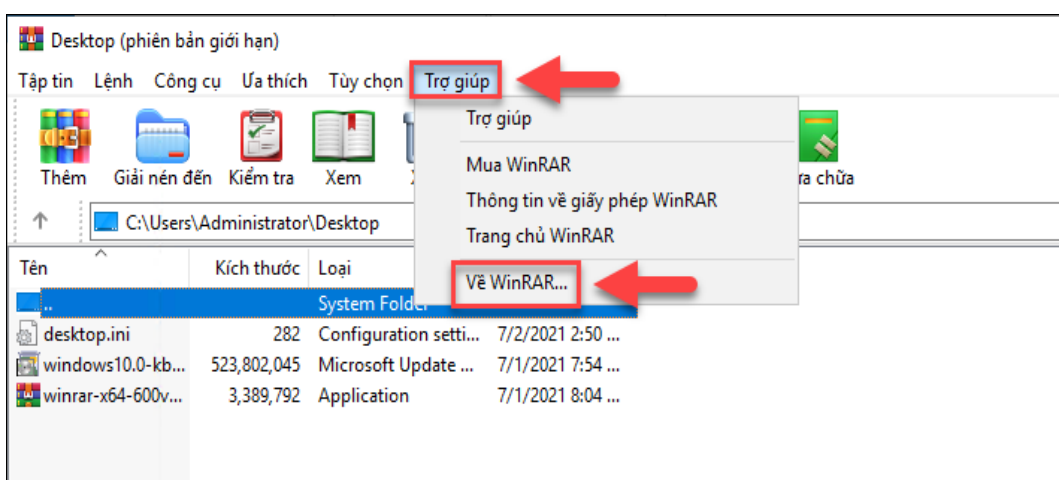 Desktop (phiên bản giới hạn)
Tập tin Lệnh Công cụ Ưa thích Tùy chọn Trợ giúp
Trợ giúp
Mua WinRAR
Thông tin về giấy phép WinRAR
Trang chủ WinRAR
Về WinRAR...
Thêm Giải nén đến Kiểm tra Xem chữa
C:\Users\Administrator\Desktop
Tên Kích thước Loại
.. System Folder
desktop.ini 282 Configuration setti... 7/2/2021 2:50 ...
windows10.0-kb... 523,802,045 Microsoft Update ... 7/1/2021 7:54 ...
winrar-x64-600v... 3,389,792 Application 7/1/2021 8:04 ...